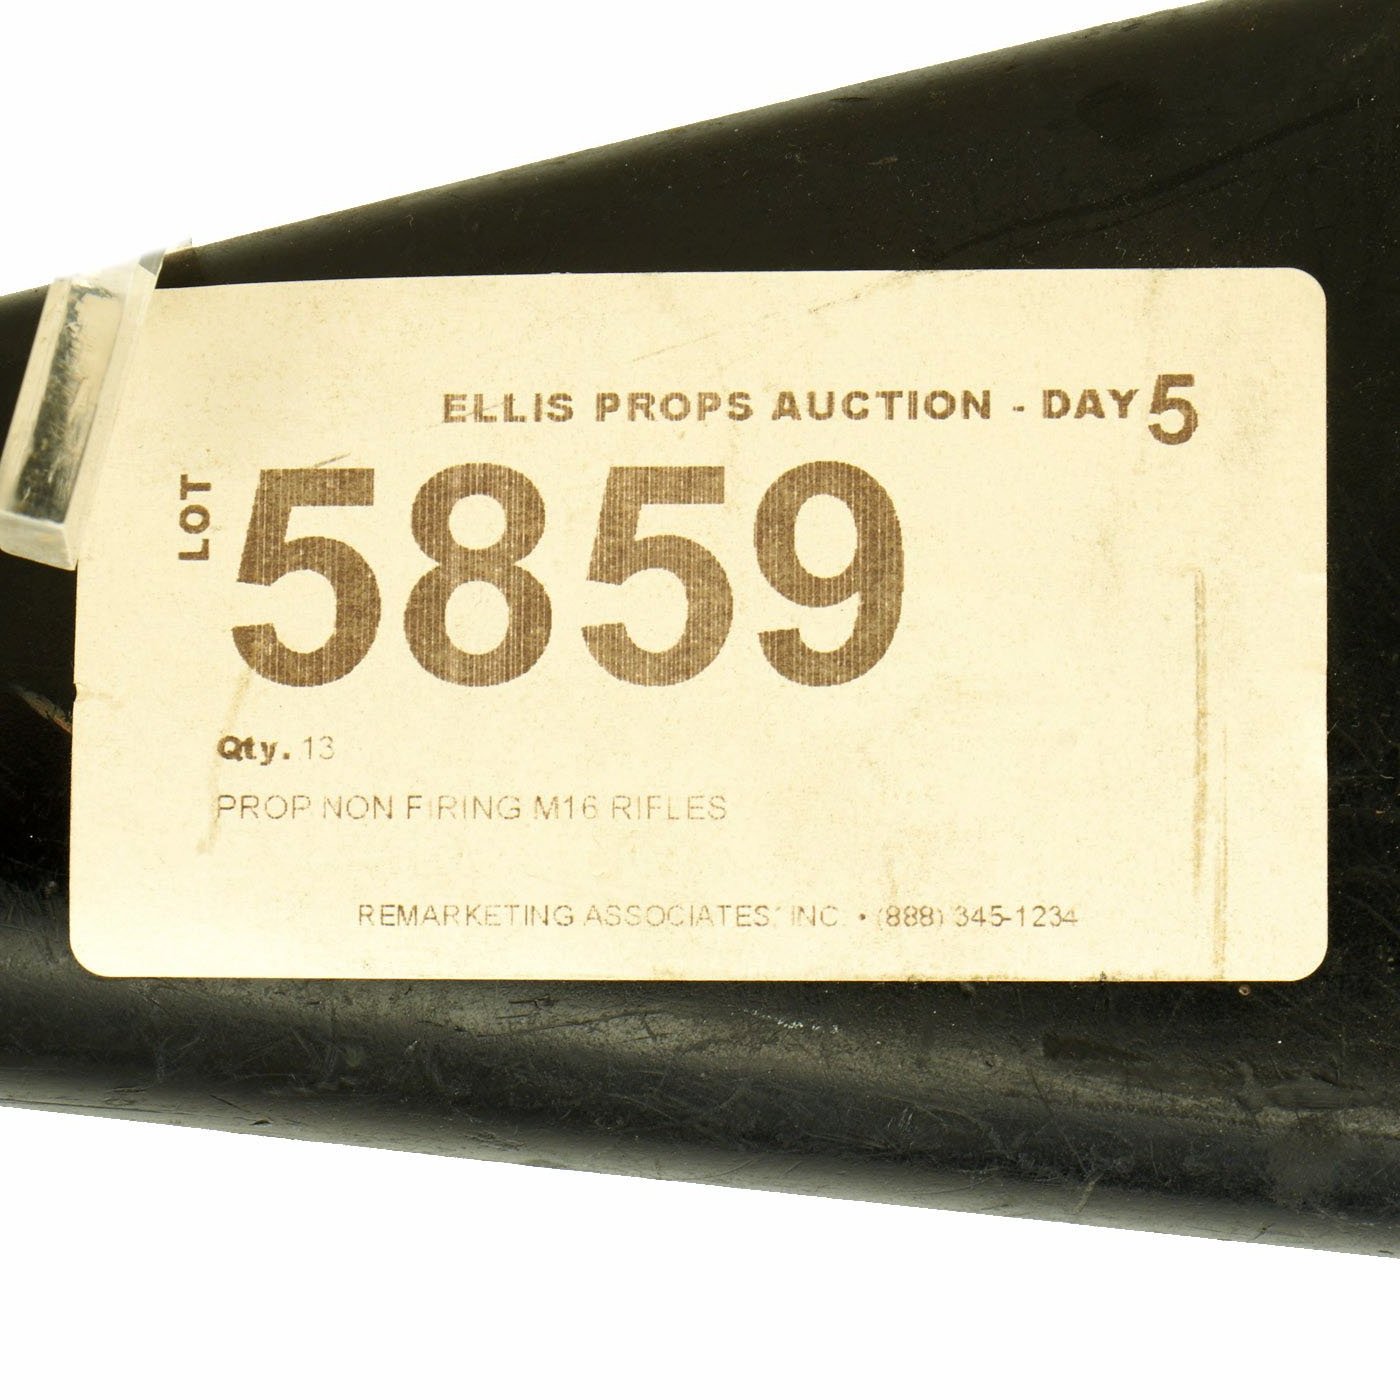 ELLIS PROPS AUCTION - DAY 5
LOT
5859
Qty. 13
PROP NON FIRING M16 RIFLES
REMARKETING ASSOCIATES, INC. • (888) 345-1234